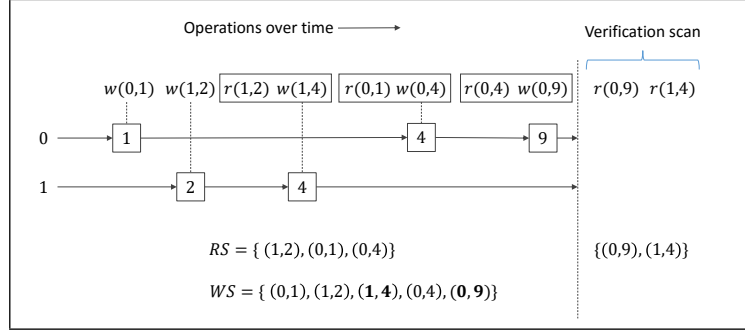 Operations over time
Verification scan
w(0,1) w(1,2) r(1,2) w(1,4) r(0,1) w(0,4) r(0,4) w(0,9) r(0,9) r(1,4)
0 1 4 9
1 2 4
RS = { (1,2), (0,1), (0,4)} {(0,9), (1,4)}
WS = { (0,1), (1,2), (1,4), (0,4), (0,9)}